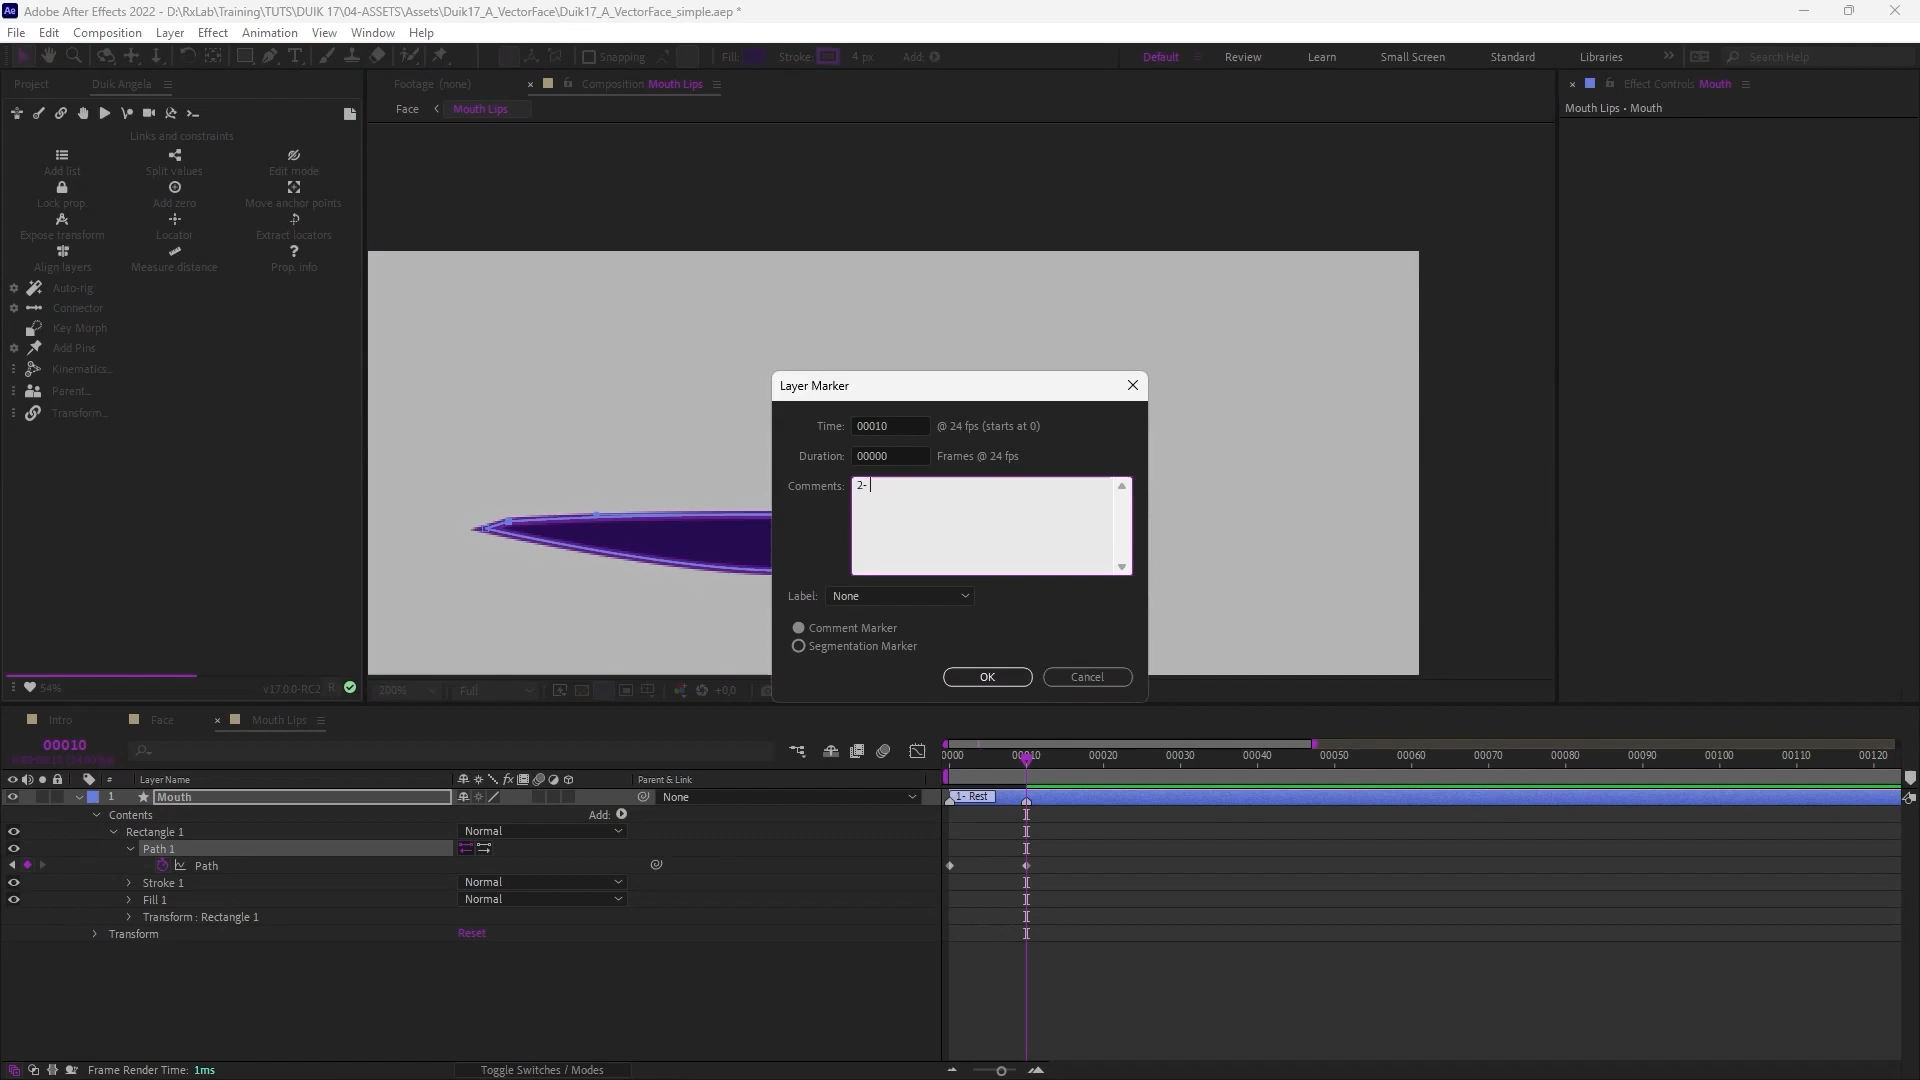 Adobe After Effects 2022 - D:\RxLab\Training\TUTS\DUIK 17\04-ASSETS\Assets\Duik17_A_VectorFace\Duik17_A_VectorFace_simple.aep *
File Edit Composition Layer Effect Animation View Window Help
Snapping Fill: Stroke: 4 px Add: Default Review Learn Small Screen Standard Libraries Search Help
Project Duik Angela Footage (none) Composition Mouth Lips Effect Controls Mouth
Face Mouth Lips Mouth Lips • Mouth
Links and constraints
Add list Split values Edit mode
Lock prop. Add zero Move anchor points
Expose transform Locator Extract locators
Align layers Measure distance Prop. info
Auto-rig
Connector
Key Morph
Add Pins
Kinematics...
Parent...
Transform...
54% v17.0.0-RC2 R
Layer Marker
Time: 00010 @ 24 fps (starts at 0)
Duration: 00000 Frames @ 24 fps
Comments: 2-
Label: None
Comment Marker
Segmentation Marker
OK Cancel
200% Full +0,0
Intro Face Mouth Lips
00010
0000 00010 00020 00030 00040 00050 00060 00070 00080 00090 00100 00110 00120
# Layer Name Parent & Link
1 Mouth None 1- Rest
Contents Add:
Rectangle 1 Normal
Path 1
Path
Stroke 1 Normal
Fill 1 Normal
Transform : Rectangle 1
Transform Reset
Frame Render Time: 1ms Toggle Switches / Modes